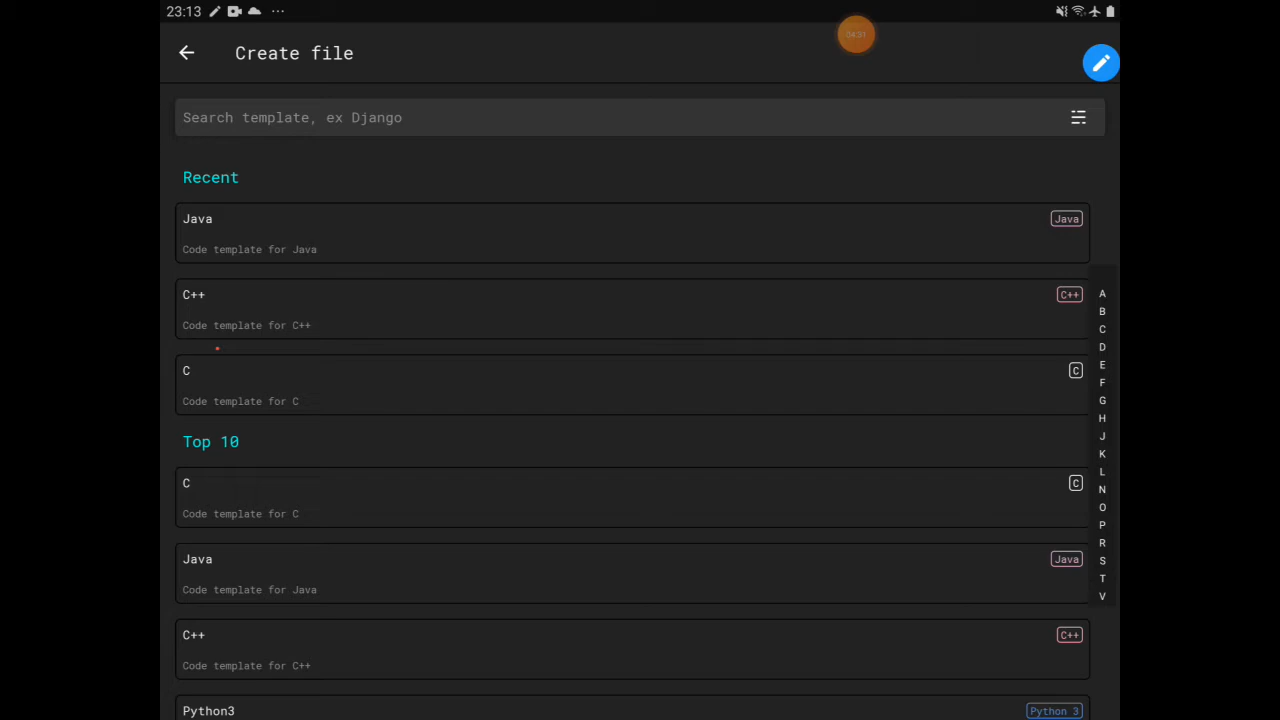 23:13
04:51
Create file
Search template, ex Django
Recent
Java
Java
Code template for Java
C++
C++
Code template for C++
C
C
Code template for C
Top 10
C
C
Code template for C
Java
Java
Code template for Java
C++
C++
Code template for C++
Python3
Python 3
A
B
C
D
E
F
G
H
J
K
L
N
O
P
R
S
T
V